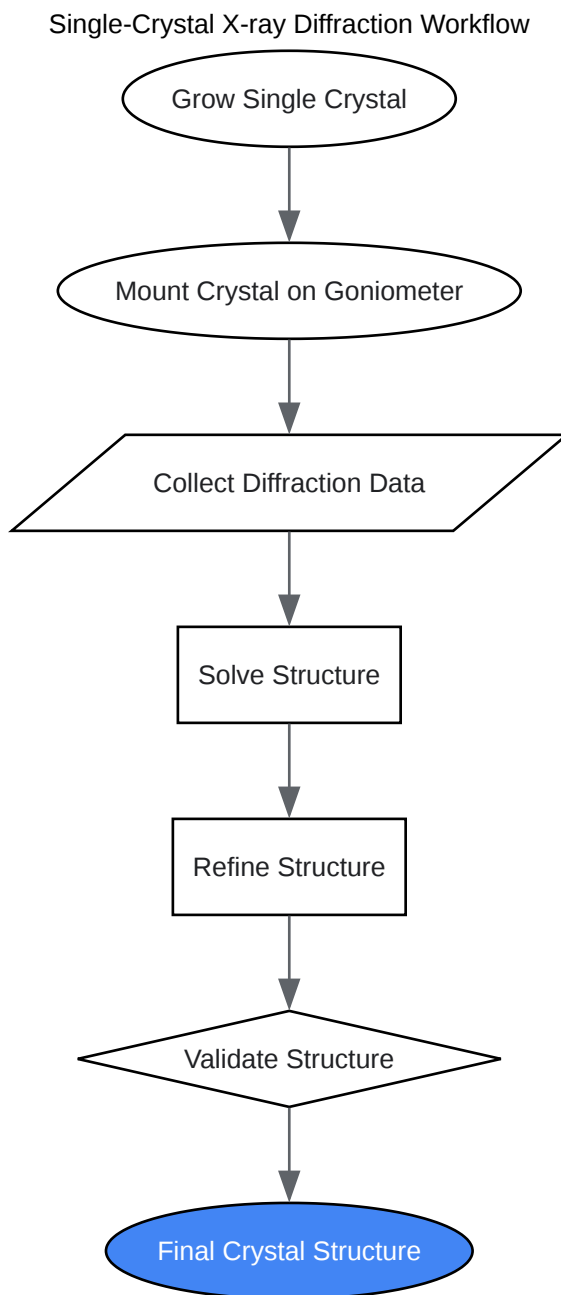 Single-Crystal X-ray Diffraction Workflow
Grow Single Crystal
Mount Crystal on Goniometer
Collect Diffraction Data
Solve Structure
Refine Structure
Validate Structure
Final Crystal Structure